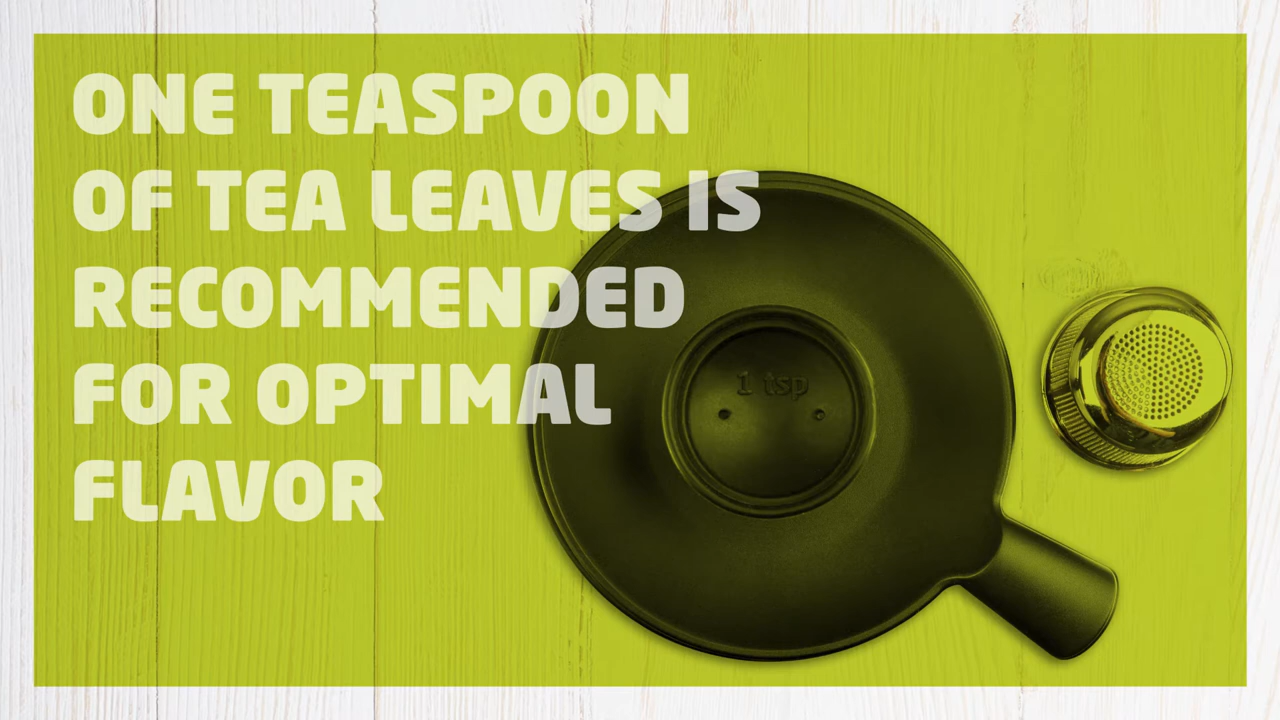 ONE TEASPOON
OF TEA LEAVES IS
RECOMMENDED
FOR OPTIMAL
FLAVOR
1 tsp